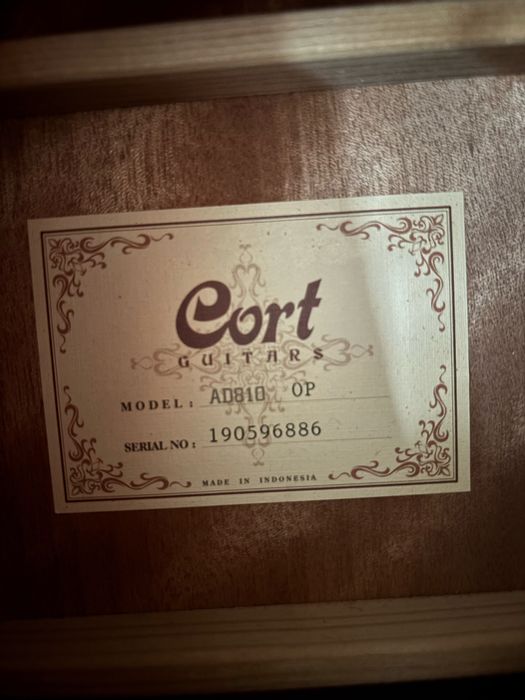 Cort
GUITARS
MODEL: AD810 OP
SERIAL NO: 190596886
MADE IN INDONESIA